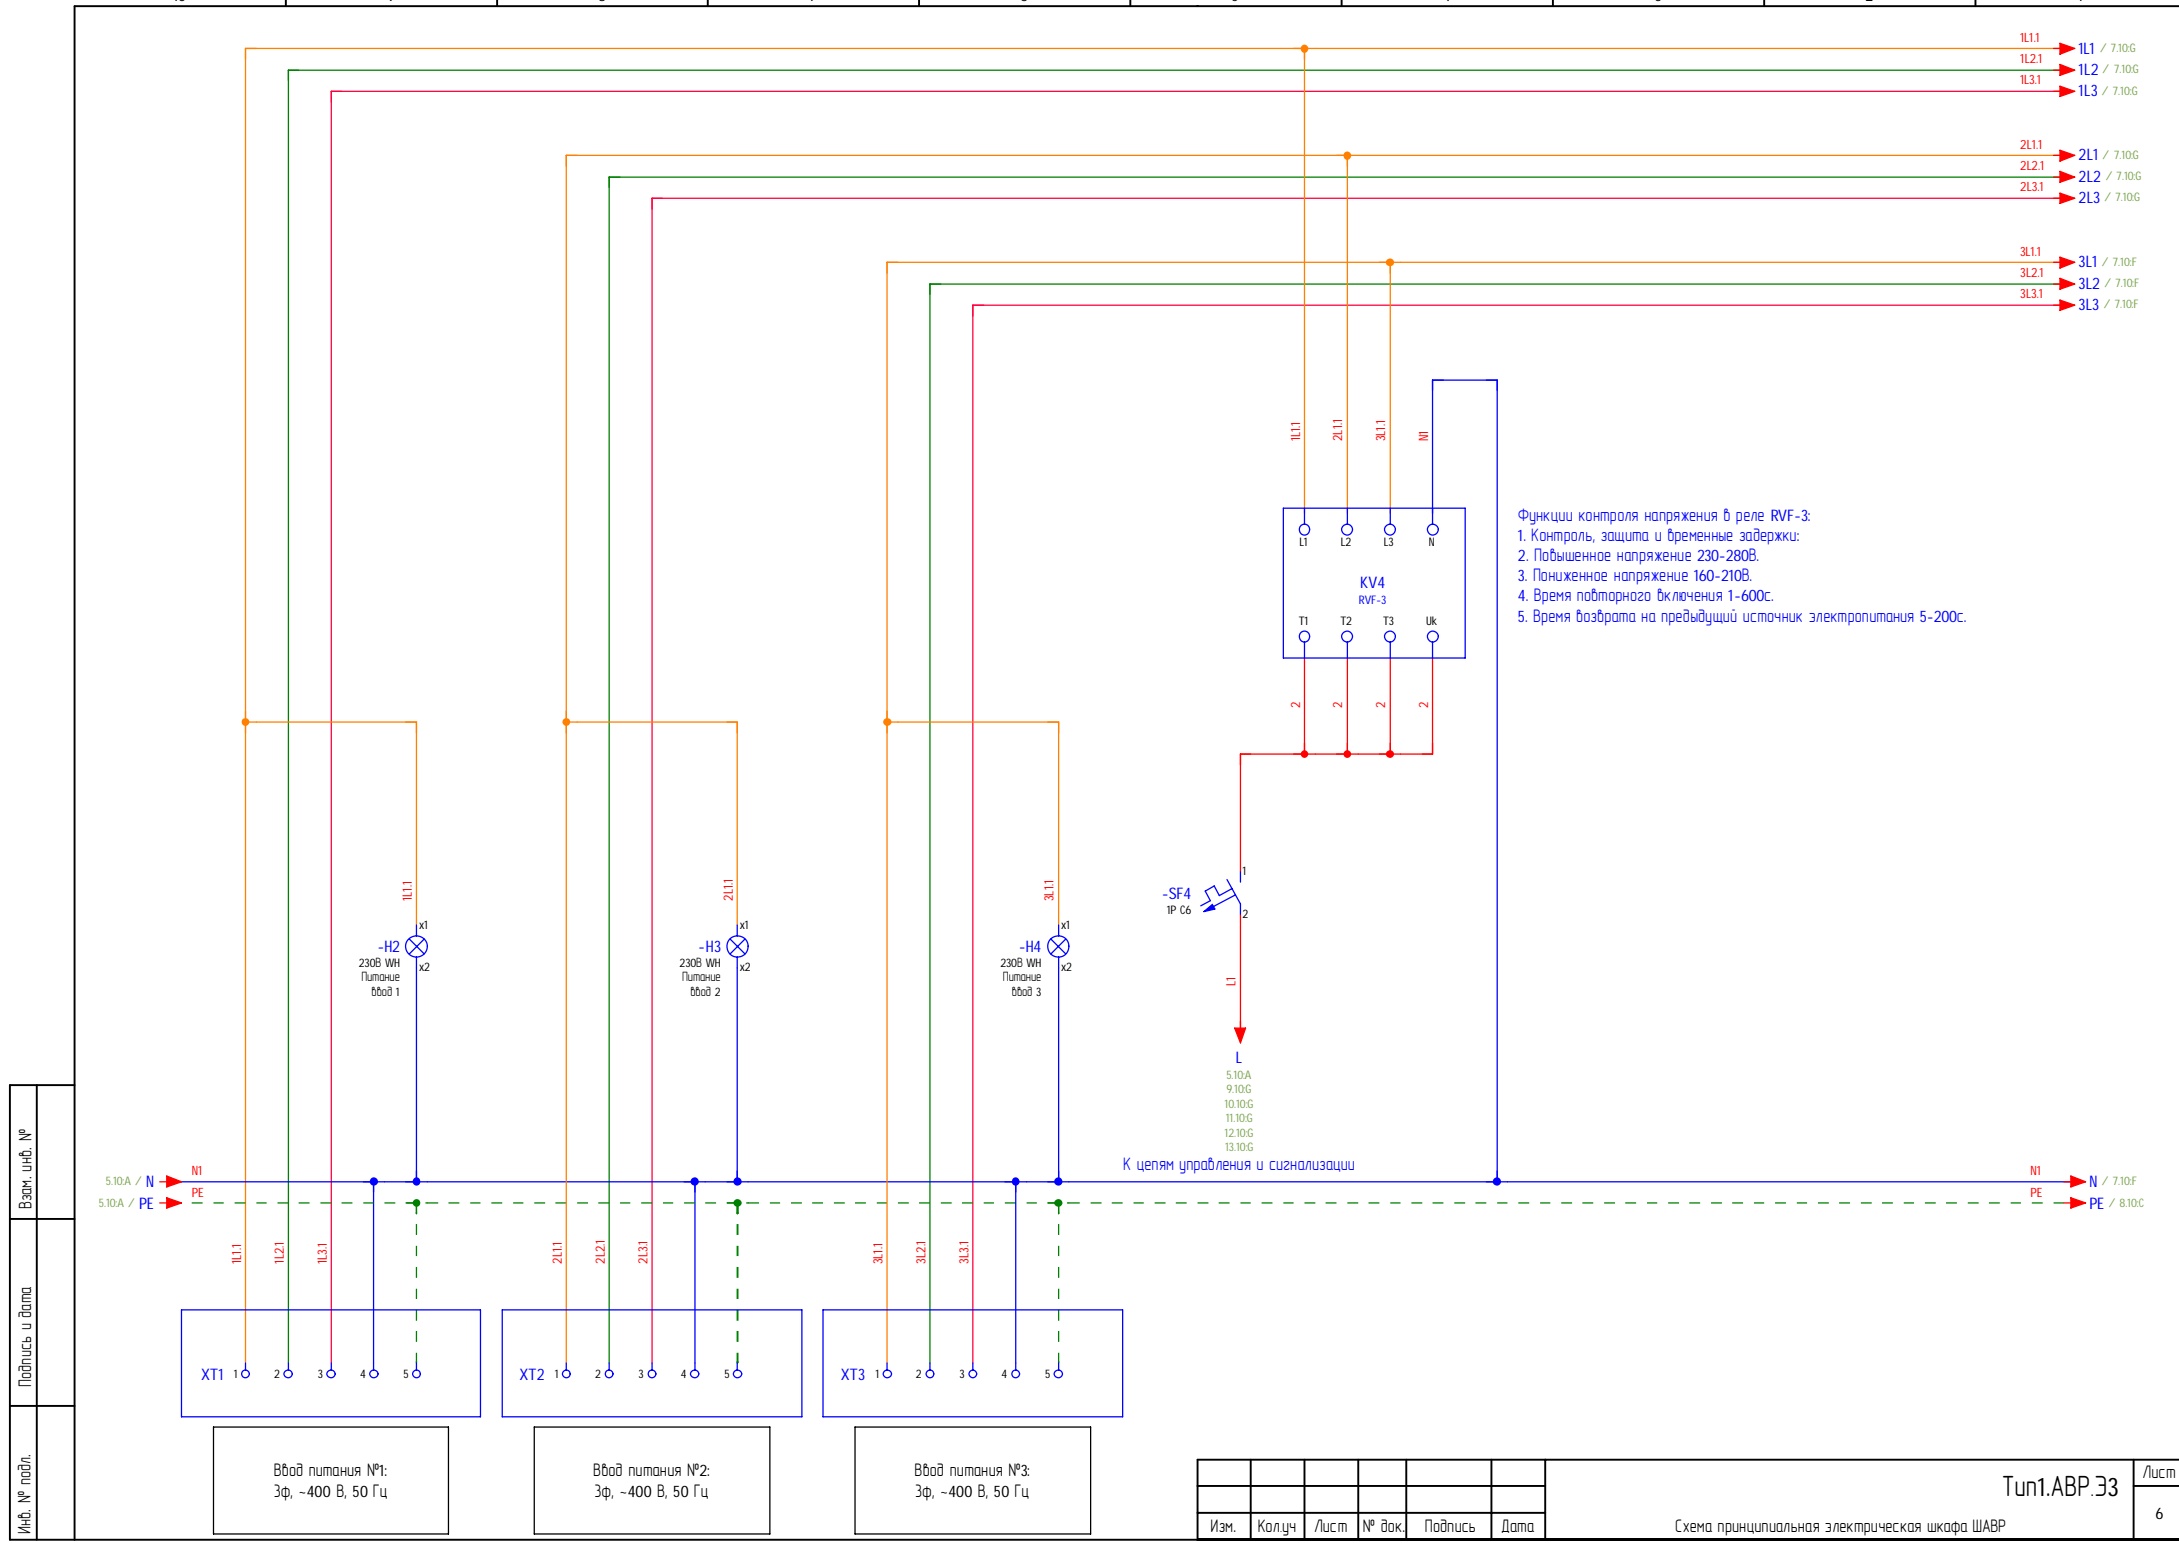 1L1.1
1L1 / 7.10:G
1L2.1
1L2 / 7.10:G
1L3.1
1L3 / 7.10:G
2L1.1
2L1 / 7.10:G
2L2.1
2L2 / 7.10:G
2L3.1
2L3 / 7.10:G
3L1.1
3L1 / 7.10:F
3L2.1
3L2 / 7.10:F
3L3.1
3L3 / 7.10:F
1L1.1
2L1.1
3L1.1
N1
L1
L2
L3
N
KV4
RVF-3
T1
T2
T3
Uk
Функции контроля напряжения в реле RVF-3:
1. Контроль, защита и временные задержки:
2. Повышенное напряжение 230-280В.
3. Пониженное напряжение 160-210В.
4. Время повторного включения 1-600с.
5. Время возврата на предыдущий источник электропитания 5-200с.
2
2
2
2
-SF4
1P C6
1
2
L1
L
5.10:A
9.10:G
10.10:G
11.10:G
12.10:G
13.10:G
К цепям управления и сигнализации
1L1.1
x1
-H2
230В WH
Питание
ввод 1
x2
2L1.1
x1
-H3
230В WH
Питание
ввод 2
x2
3L1.1
x1
-H4
230В WH
Питание
ввод 3
x2
5.10:A / N
N1
N1
N / 7.10:F
5.10:A / PE
PE
PE
PE / 8.10:C
1L1.1
1L2.1
1L3.1
2L1.1
2L2.1
2L3.1
3L1.1
3L2.1
3L3.1
XT1 1 2 3 4 5
XT2 1 2 3 4 5
XT3 1 2 3 4 5
Ввод питания №1:
3ф, ~400 В, 50 Гц
Ввод питания №2:
3ф, ~400 В, 50 Гц
Ввод питания №3:
3ф, ~400 В, 50 Гц
Взам. инв. №
Подпись и дата
Инв. № подл.
Изм.
Кол.уч
Лист
№ док.
Подпись
Дата
Тип1.АВР.Э3
Схема принципиальная электрическая шкафа ШАВР
Лист
6